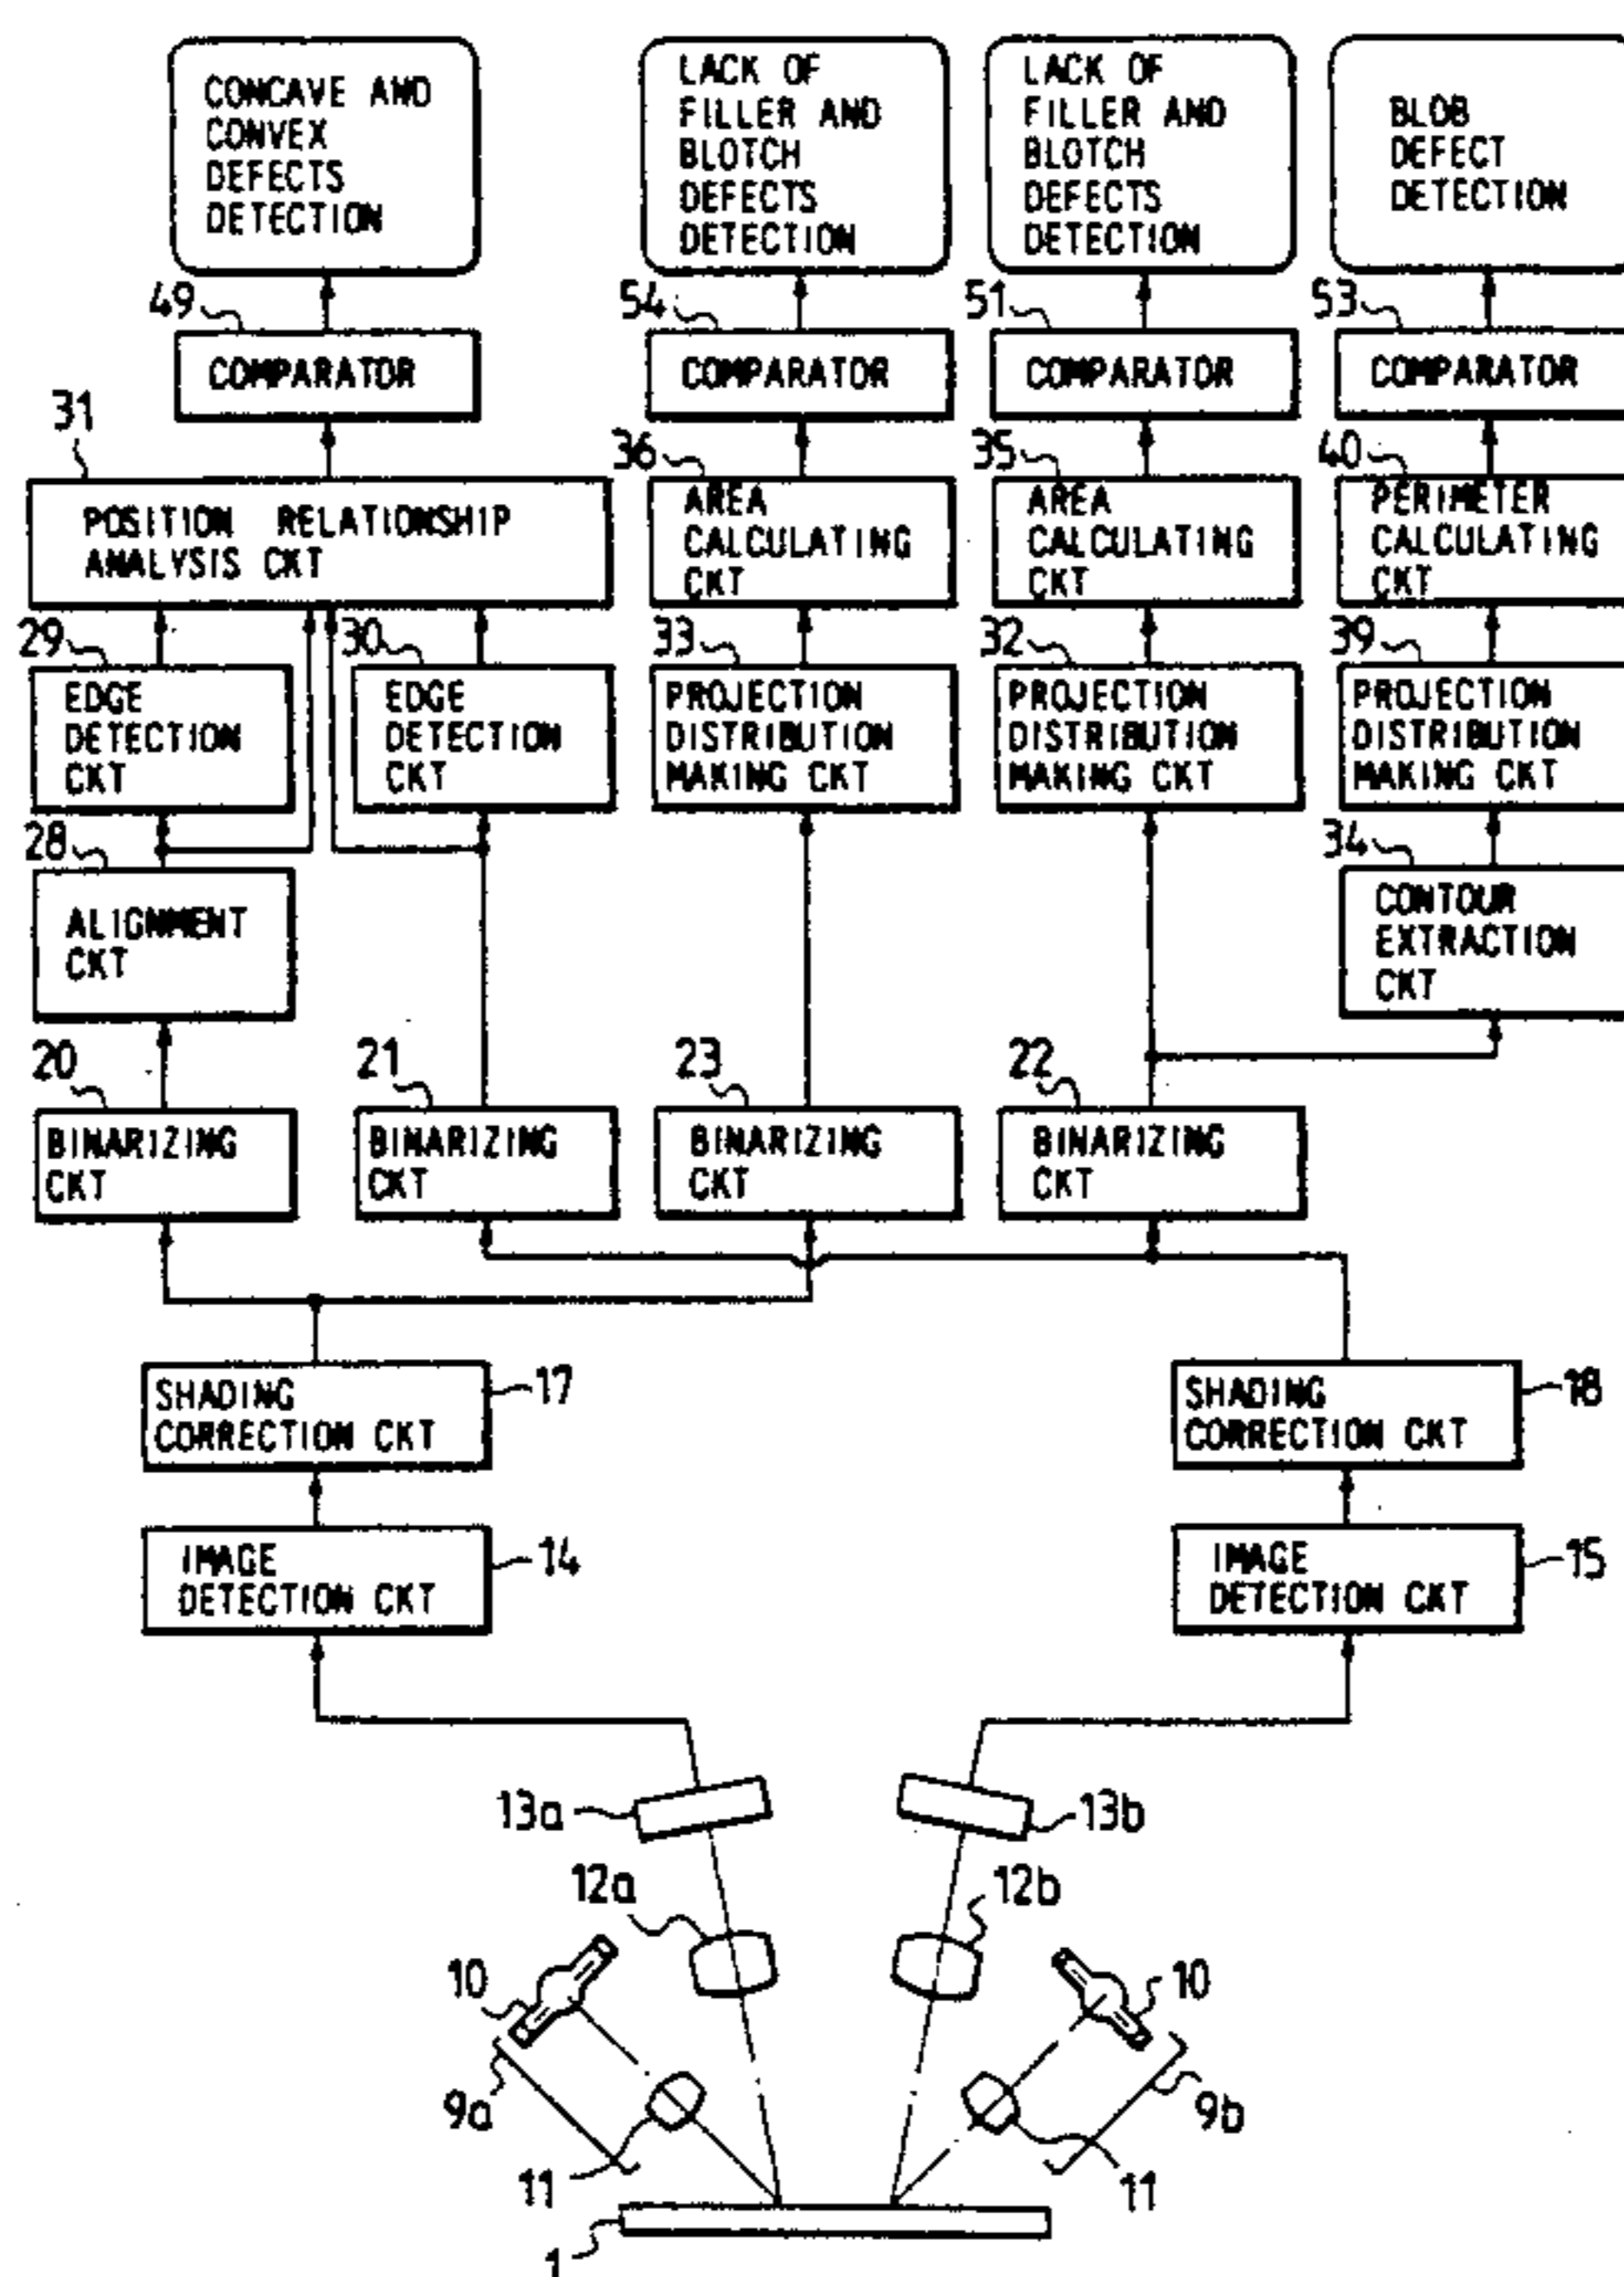 CONCAVE AND
CONVEX
DEFECTS
DETECTION
LACK OF
FILLER AND
BLOTCH
DEFECTS
DETECTION
LACK OF
FILLER AND
BLOTCH
DEFECTS
DETECTION
BLOB
DEFECT
DETECTION
49
54
51
53
COMPARATOR
COMPARATOR
COMPARATOR
COMPARATOR
31
36
35
40
POSITION RELATIONSHIP
ANALYSIS CKT
AREA
CALCULATING
CKT
AREA
CALCULATING
CKT
PERIMETER
CALCULATING
CKT
29
30
33
32
39
EDGE
DETECTION
CKT
EDGE
DETECTION
CKT
PROJECTION
DISTRIBUTION
MAKING CKT
PROJECTION
DISTRIBUTION
MAKING CKT
PROJECTION
DISTRIBUTION
MAKING CKT
28
34
ALIGNMENT
CKT
CONTOUR
EXTRACTION
CKT
20
21
23
22
BINARIZING
CKT
BINARIZING
CKT
BINARIZING
CKT
BINARIZING
CKT
SHADING
CORRECTION CKT
17
SHADING
CORRECTION CKT
18
IMAGE
DETECTION CKT
14
IMAGE
DETECTION CKT
15
13a
13b
12a
12b
10
10
9a
9b
11
11
1